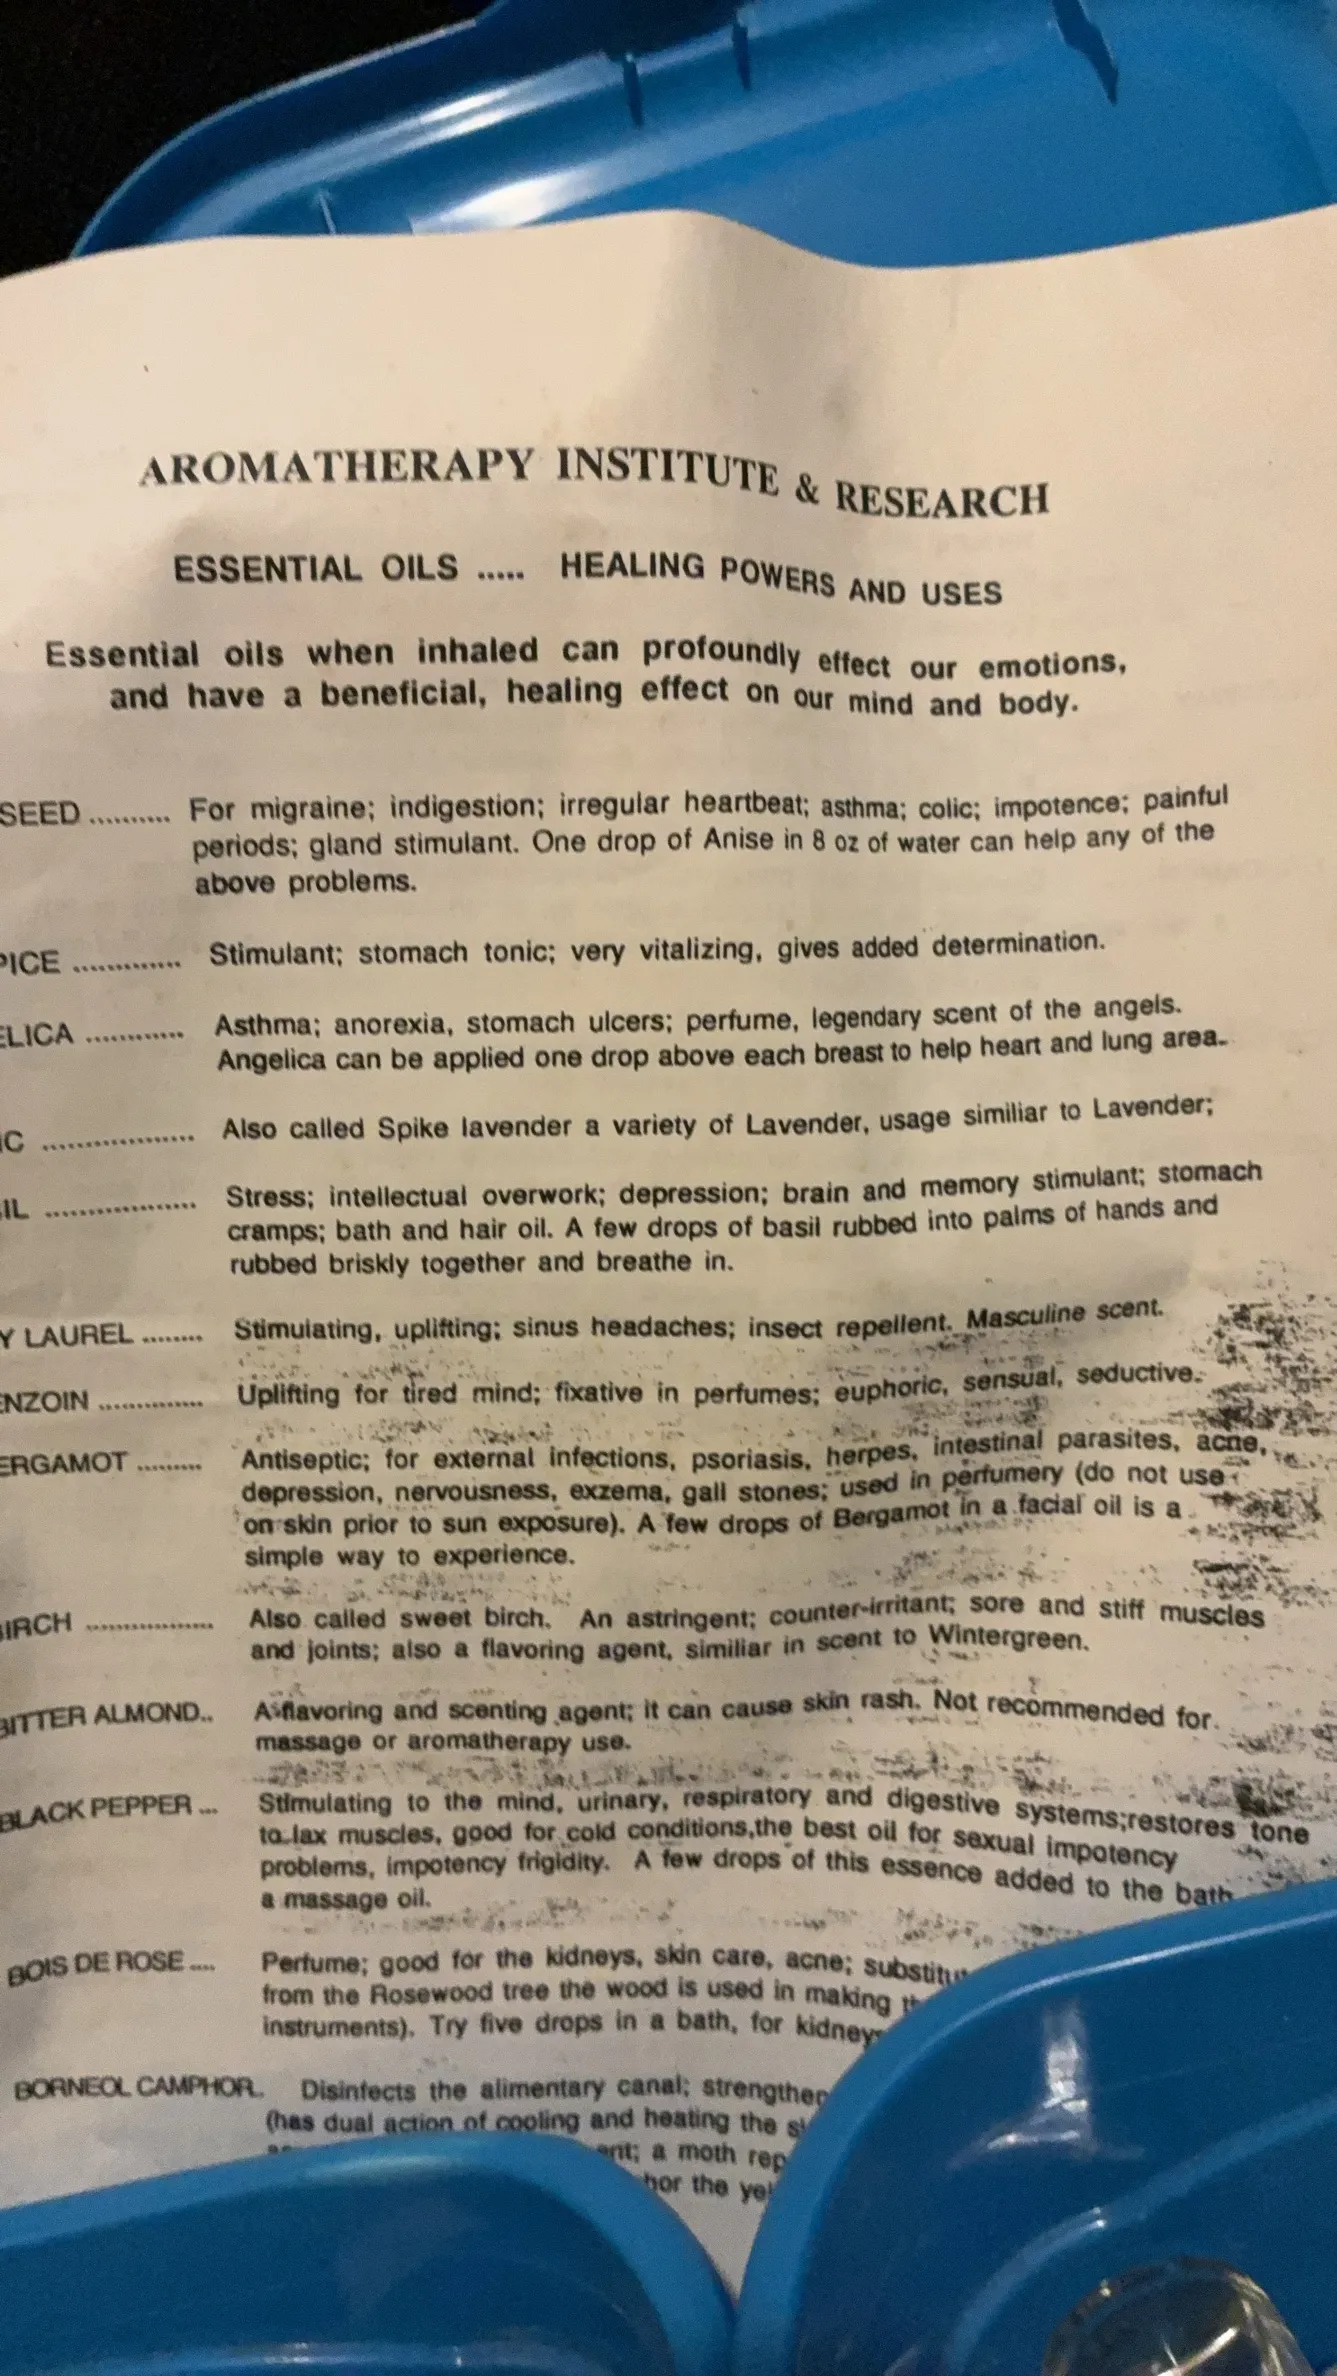 AROMATHERAPY INSTITUTE & RESEARCH
ESSENTIAL OILS ..... HEALING POWERS AND USES
Essential oils when inhaled can profoundly effect our emotions,
and have a beneficial, healing effect on our mind and body.
SEED .......... For migraine; indigestion; irregular heartbeat; asthma; colic; impotence; painful
periods; gland stimulant. One drop of Anise in 8 oz of water can help any of the
above problems.
PICE ............. Stimulant; stomach tonic; very vitalizing, gives added determination.
ELICA ............ Asthma; anorexia, stomach ulcers; perfume, legendary scent of the angels.
Angelica can be applied one drop above each breast to help heart and lung area.
IC .................. Also called Spike lavender a variety of Lavender, usage similiar to Lavender;
IL .................. Stress; intellectual overwork; depression; brain and memory stimulant; stomach
cramps; bath and hair oil. A few drops of basil rubbed into palms of hands and
rubbed briskly together and breathe in.
Y LAUREL ........ Stimulating, uplifting; sinus headaches; insect repellent. Masculine scent.
ENZOIN .............. Uplifting for tired mind; fixative in perfumes; euphoric, sensual, seductive.
ERGAMOT ......... Antiseptic; for external infections, psoriasis, herpes, intestinal parasites, acne,
depression, nervousness, exzema, gall stones; used in perfumery (do not use
on skin prior to sun exposure). A few drops of Bergamot in a facial oil is a
simple way to experience.
BIRCH ................. Also called sweet birch. An astringent; counter-irritant; sore and stiff muscles
and joints; also a flavoring agent, similiar in scent to Wintergreen.
BITTER ALMOND.. A flavoring and scenting agent; it can cause skin rash. Not recommended for
massage or aromatherapy use.
BLACK PEPPER ... Stimulating to the mind, urinary, respiratory and digestive systems;restores tone
to lax muscles, good for cold conditions,the best oil for sexual impotency
problems, impotency frigidity. A few drops of this essence added to the bath
a massage oil.
BOIS DE ROSE .... Perfume; good for the kidneys, skin care, acne; substitu
from the Rosewood tree the wood is used in making th
instruments). Try five drops in a bath, for kidneys
BORNEOL CAMPHOR.. Disinfects the alimentary canal; strengthen
(has dual action of cooling and heating the s
ent; a moth rep
hor the yel